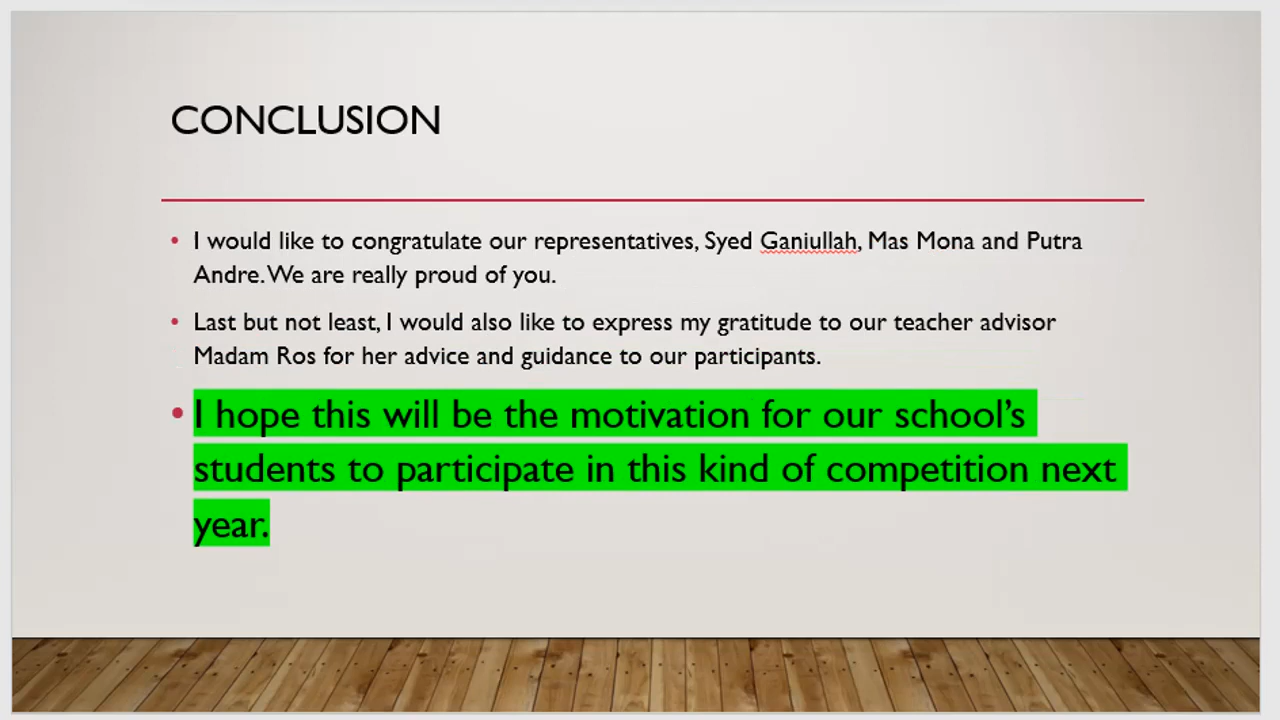 CONCLUSION
• I would like to congratulate our representatives, Syed Ganiullah, Mas Mona and Putra
Andre. We are really proud of you.
• Last but not least, I would also like to express my gratitude to our teacher advisor
Madam Ros for her advice and guidance to our participants.
• I hope this will be the motivation for our school’s
students to participate in this kind of competition next
year.